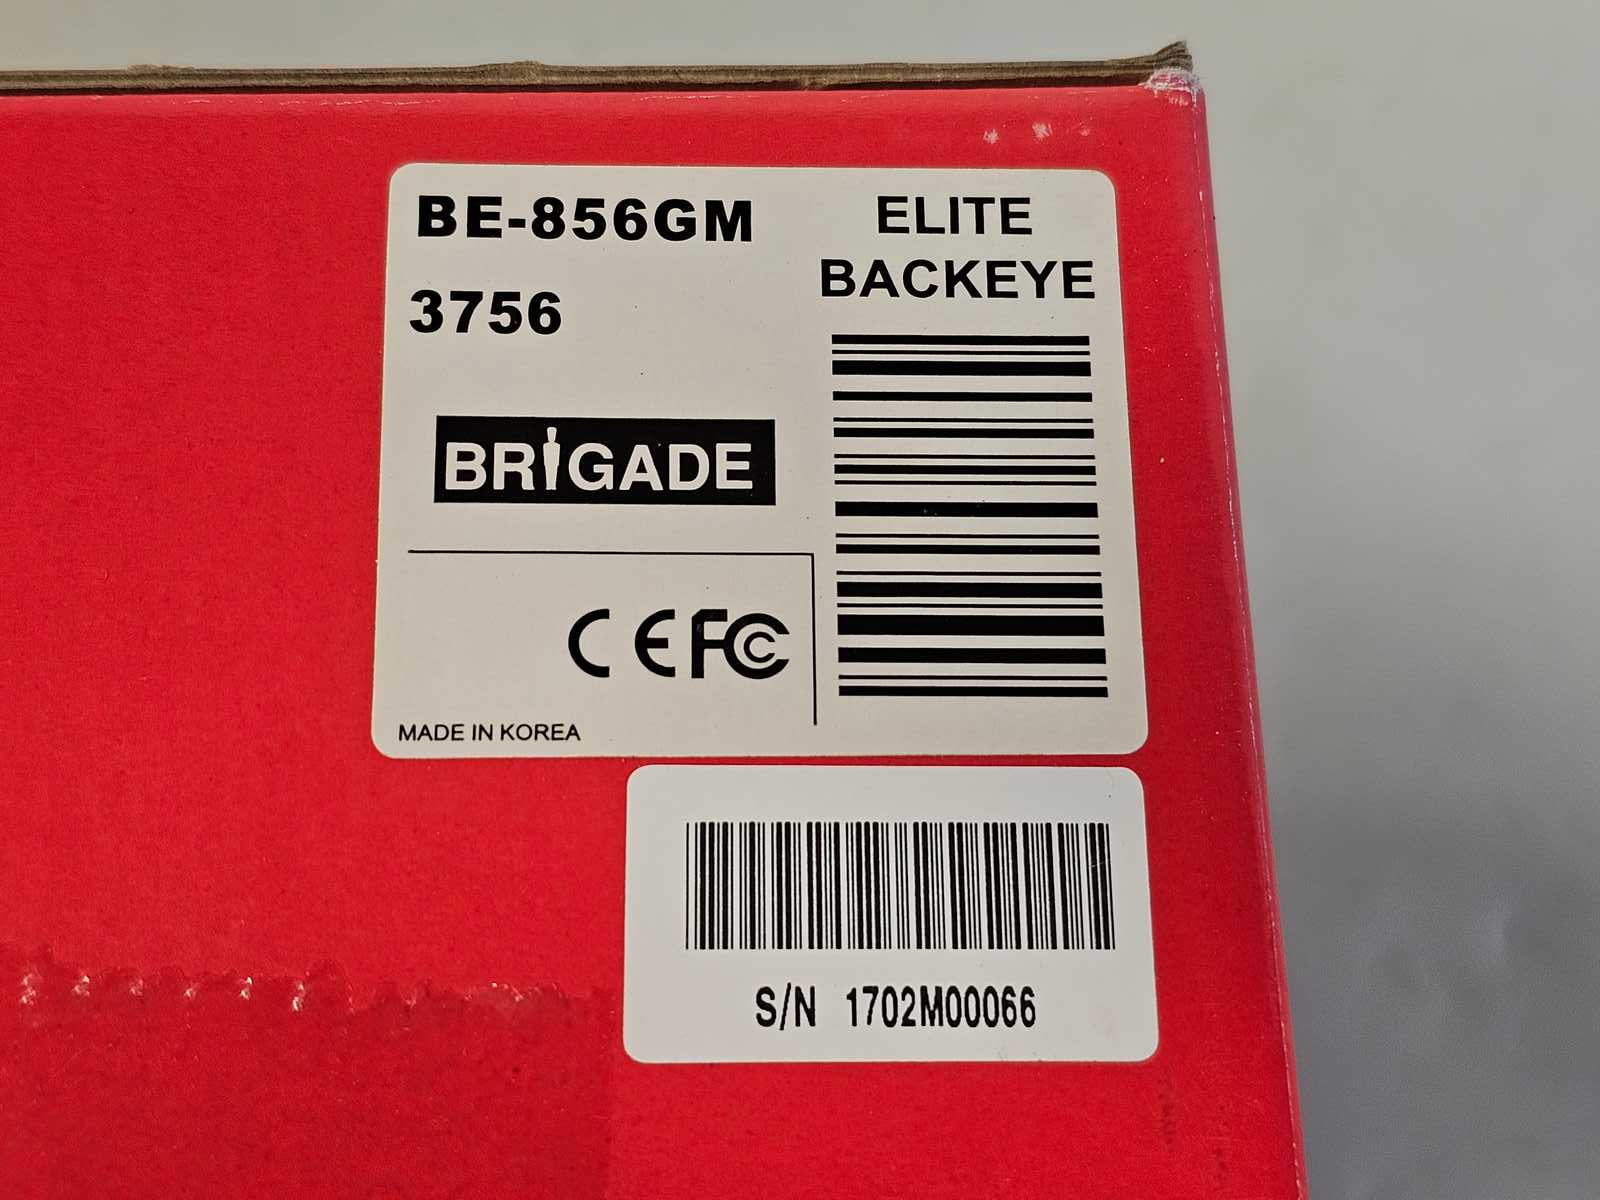 BE-856GM
3756
ELITE
BACKEYE
BRIGADE
CE FC
MADE IN KOREA
S/N 1702M00066